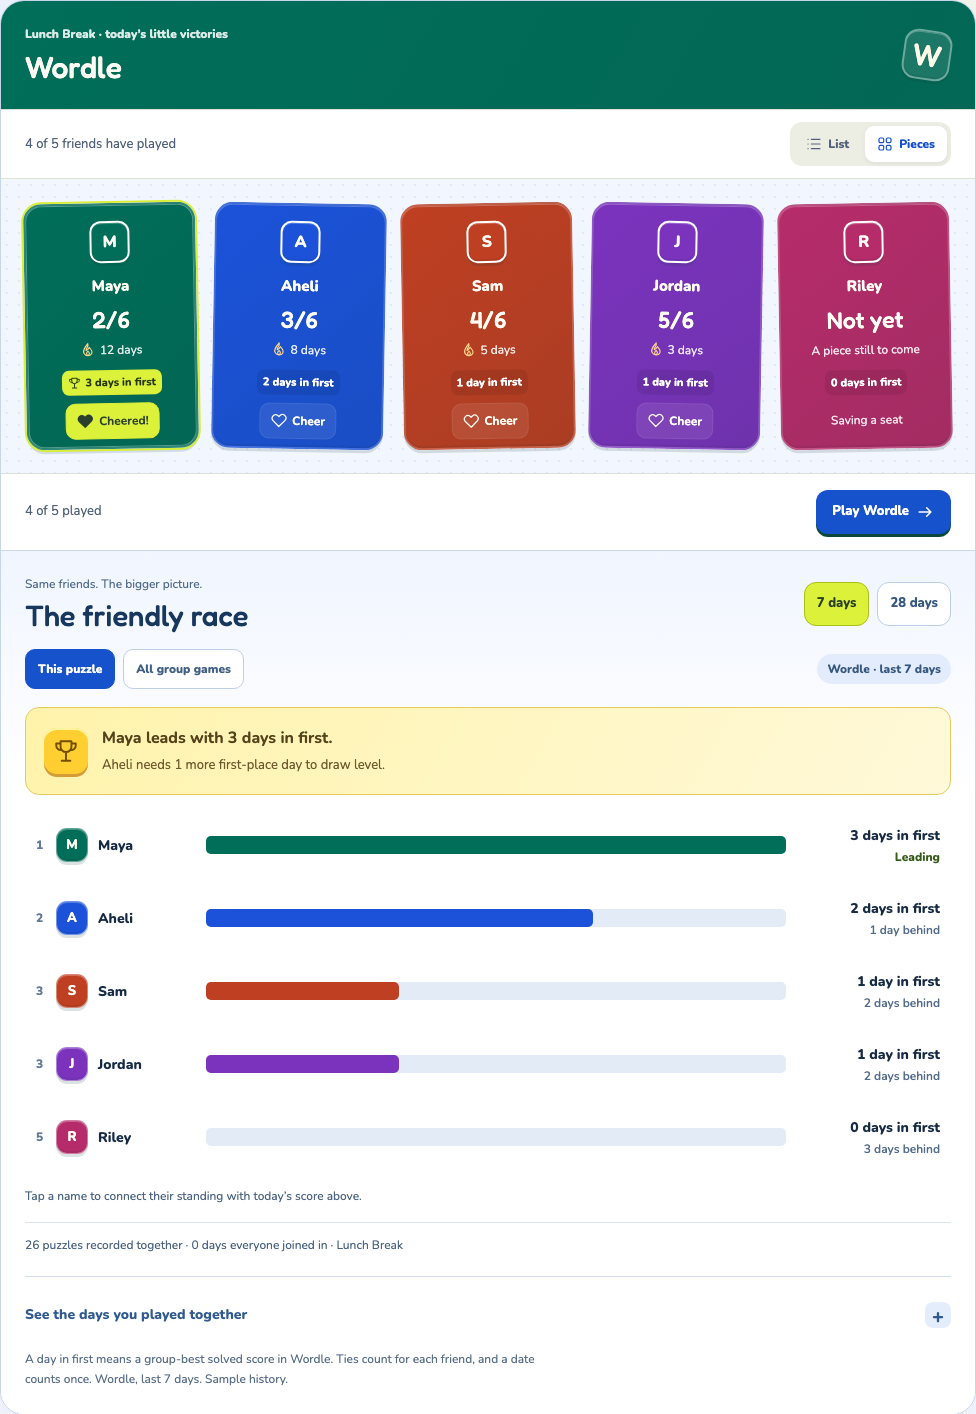 Lunch Break · today's little victories
Wordle
W
4 of 5 friends have played
List
Pieces
M
Maya
2/6
12 days
3 days in first
Cheered!
A
Aheli
3/6
8 days
2 days in first
Cheer
S
Sam
4/6
5 days
1 day in first
Cheer
J
Jordan
5/6
3 days
1 day in first
Cheer
R
Riley
Not yet
A piece still to come
0 days in first
Saving a seat
4 of 5 played
Play Wordle →
Same friends. The bigger picture.
The friendly race
7 days
28 days
This puzzle
All group games
Wordle · last 7 days
Maya leads with 3 days in first.
Aheli needs 1 more first-place day to draw level.
1 M Maya 3 days in first
Leading
2 A Aheli 2 days in first
1 day behind
3 S Sam 1 day in first
2 days behind
3 J Jordan 1 day in first
2 days behind
5 R Riley 0 days in first
3 days behind
Tap a name to connect their standing with today's score above.
26 puzzles recorded together · 0 days everyone joined in · Lunch Break
See the days you played together
+
A day in first means a group-best solved score in Wordle. Ties count for each friend, and a date
counts once. Wordle, last 7 days. Sample history.